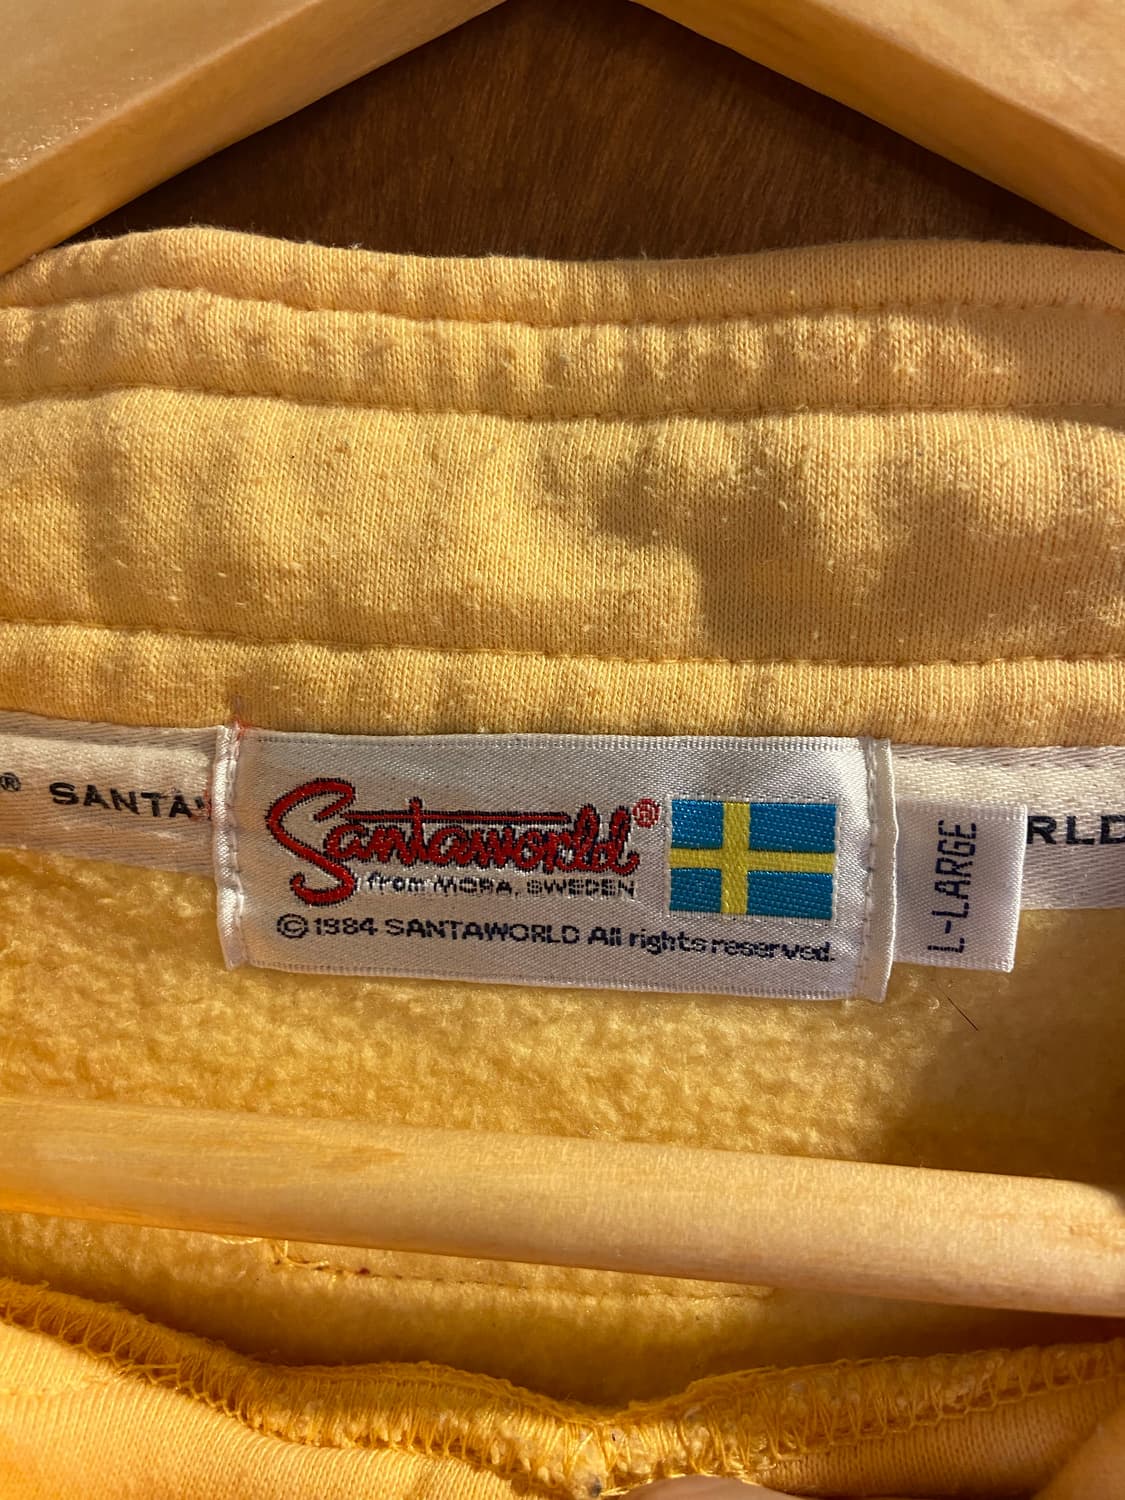 ® SANTA
Santaworld®
from MORA, SWEDEN
© 1984 SANTAWORLD All rights reserved.
L-LARGE
RLD